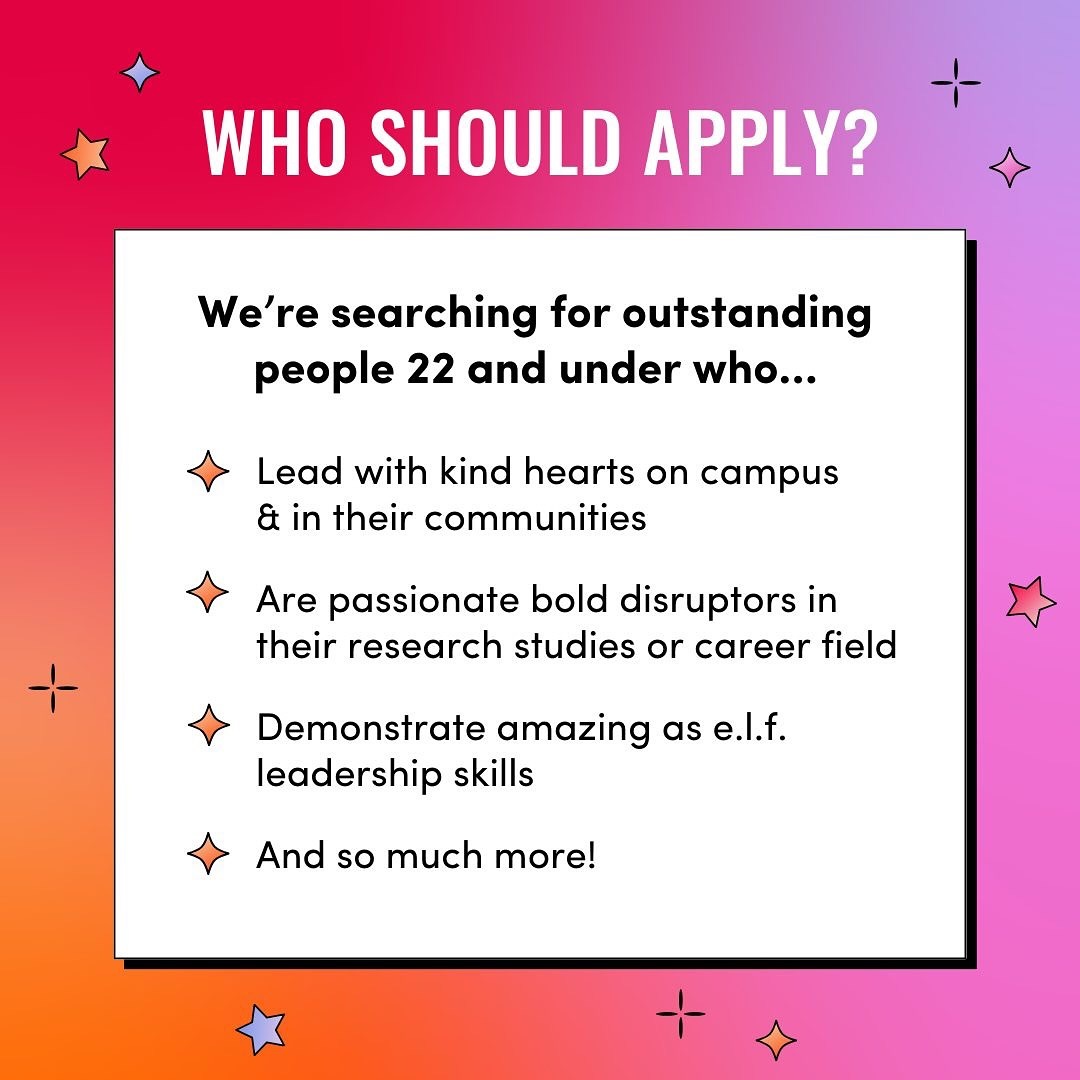 WHO SHOULD APPLY?
We’re searching for outstanding
people 22 and under who...
Lead with kind hearts on campus
& in their communities
Are passionate bold disruptors in
their research studies or career field
Demonstrate amazing as e.l.f.
leadership skills
And so much more!